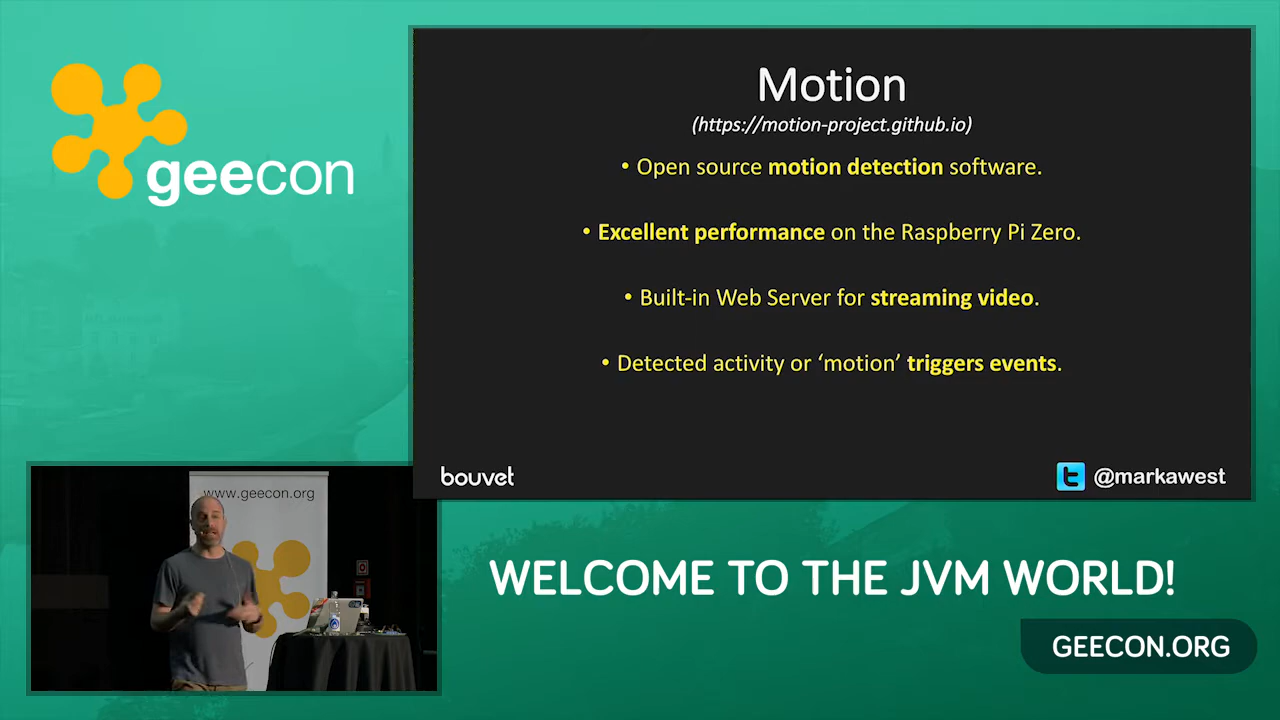 geecon
Motion
(https://motion-project.github.io)
• Open source motion detection software.
• Excellent performance on the Raspberry Pi Zero.
• Built-in Web Server for streaming video.
• Detected activity or ‘motion’ triggers events.
bouvet
@markawest
www.geecon.org
WELCOME TO THE JVM WORLD!
GEECON.ORG